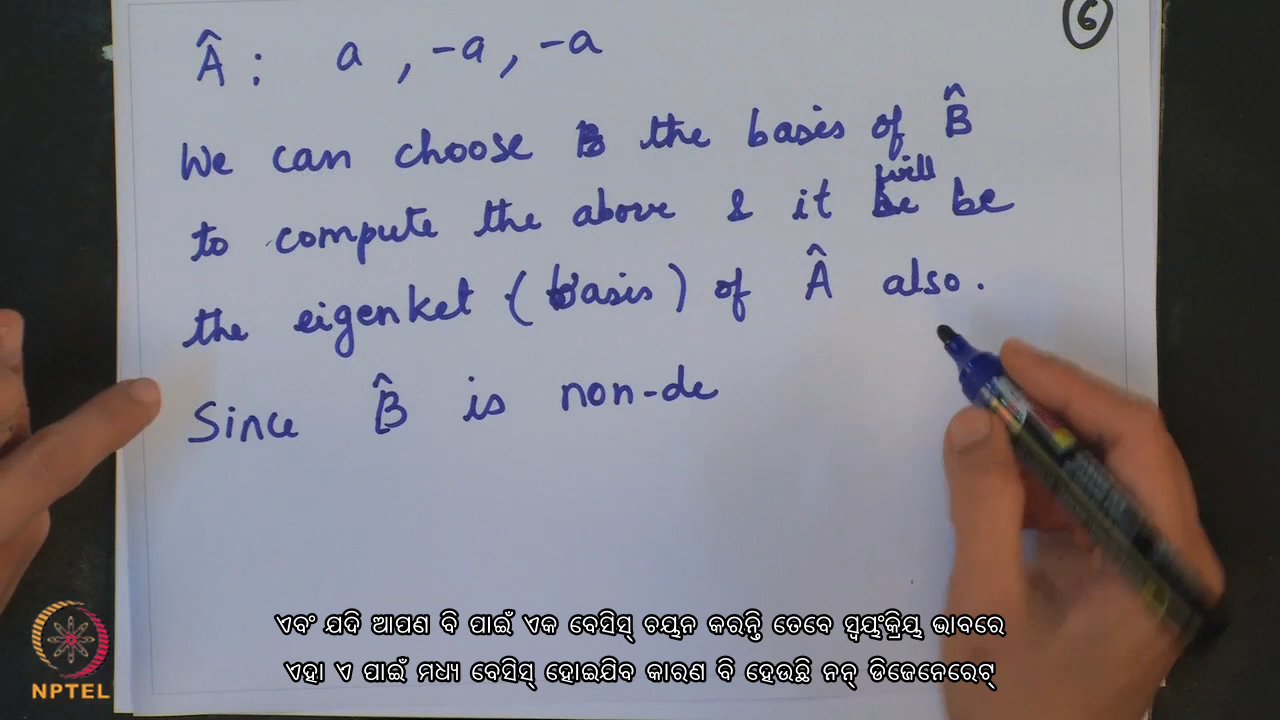 6
Â : a , -a , -a
We can choose the bases of B̂
to compute the above & it will be
the eigenket (basis) of Â also.
Since B̂ is non-de
ଏବଂ ଯଦି ଆପଣ ବି ପାଇଁ ଏକ ବେସିସ୍ ଚୟନ କରନ୍ତି ତେବେ ସ୍ୱୟଂକ୍ରିୟ ଭାବରେ
ଏହା ଏ ପାଇଁ ମଧ୍ୟ ବେସିସ୍ ହୋଇଯିବ କାରଣ ବି ହେଉଛି ନନ୍ ଡିଜେନେରେଟ୍
NPTEL